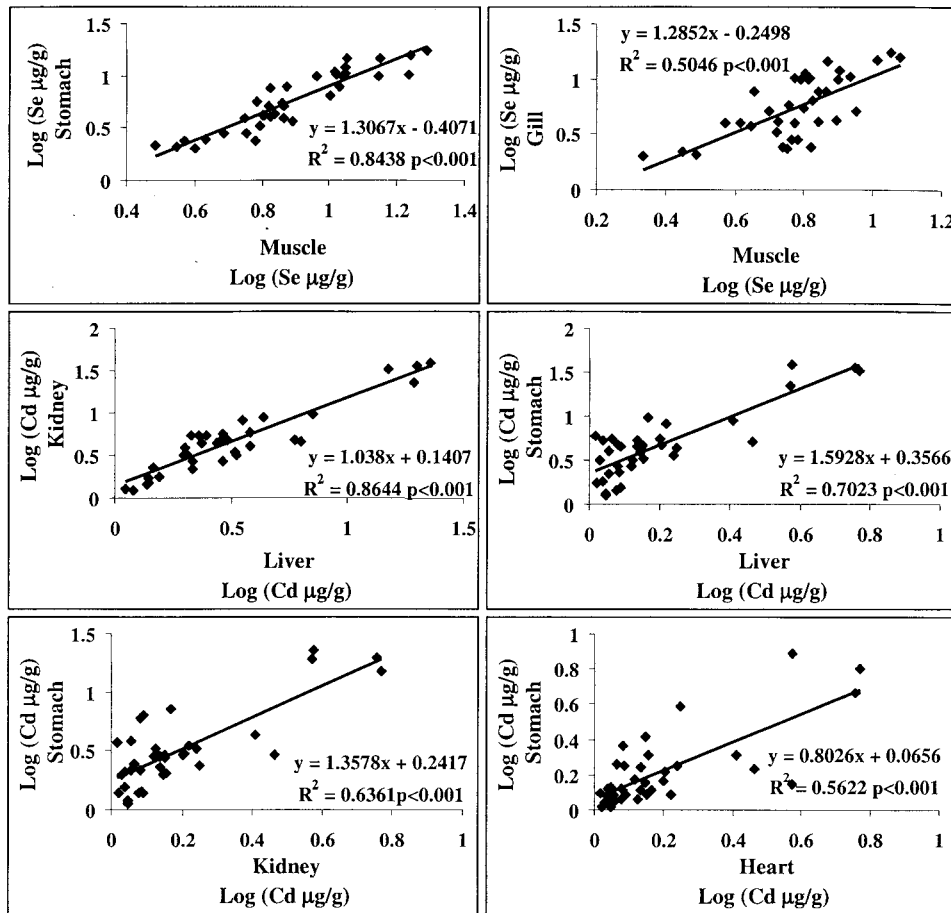 Log (Se µg/g)
Stomach
1.5
1
0.5
0
y = 1.3067x - 0.4071
R² = 0.8438 p<0.001
0.4 0.6 0.8 1 1.2 1.4
Muscle
Log (Se µg/g)
Log (Se µg/g)
Gill
1.5
1
0.5
0
y = 1.2852x - 0.2498
R² = 0.5046 p<0.001
0.2 0.4 0.6 0.8 1 1.2
Muscle
Log (Se µg/g)
Log (Cd µg/g)
Kidney
2
1.5
1
0.5
0
y = 1.038x + 0.1407
R² = 0.8644 p<0.001
0 0.5 1 1.5
Liver
Log (Cd µg/g)
Log (Cd µg/g)
Stomach
2
1.5
1
0.5
0
y = 1.5928x + 0.3566
R² = 0.7023 p<0.001
0 0.2 0.4 0.6 0.8 1
Liver
Log (Cd µg/g)
Log (Cd µg/g)
Stomach
1.5
1
0.5
0
y = 1.3578x + 0.2417
R² = 0.6361p<0.001
0 0.2 0.4 0.6 0.8 1
Kidney
Log (Cd µg/g)
Log (Cd µg/g)
Stomach
1
0.8
0.6
0.4
0.2
0
y = 0.8026x + 0.0656
R² = 0.5622 p<0.001
0 0.2 0.4 0.6 0.8 1
Heart
Log (Cd µg/g)